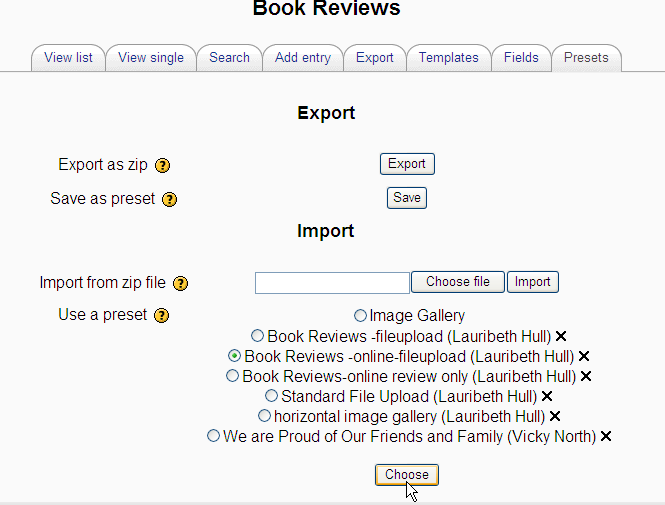 Book Reviews
View list View single Search Add entry Export Templates Fields Presets
Export
Export as zip ? Export
Save as preset ? Save
Import
Import from zip file ? Choose file Import
Use a preset ? Image Gallery
Book Reviews -fileupload (Lauribeth Hull)
Book Reviews -online-fileupload (Lauribeth Hull)
Book Reviews-online review only (Lauribeth Hull)
Standard File Upload (Lauribeth Hull)
horizontal image gallery (Lauribeth Hull)
We are Proud of Our Friends and Family (Vicky North)
Choose